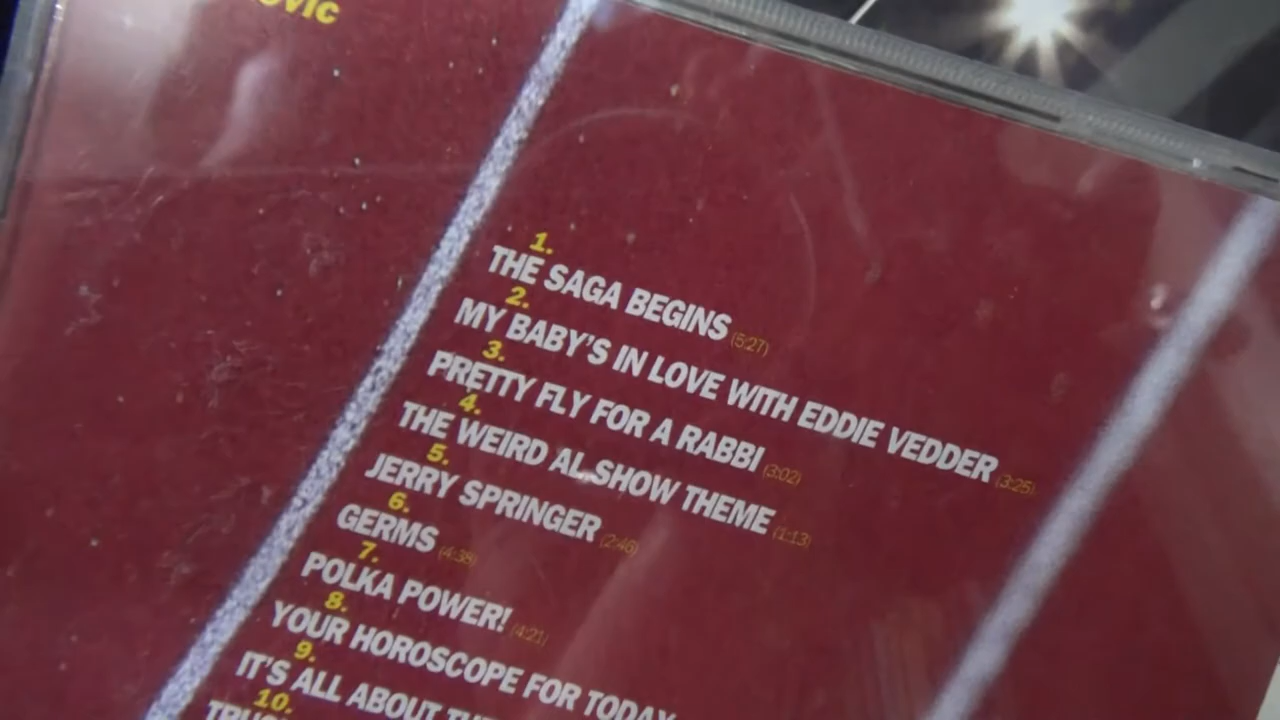 1.
THE SAGA BEGINS (5:27)
2.
MY BABY'S IN LOVE WITH EDDIE VEDDER (3:25)
3.
PRETTY FLY FOR A RABBI (3:02)
4.
THE WEIRD AL SHOW THEME (1:13)
5.
JERRY SPRINGER (2:46)
6.
GERMS (4:38)
7.
POLKA POWER! (4:21)
8.
YOUR HOROSCOPE FOR TODAY
9.
IT'S ALL ABOUT THE
10.